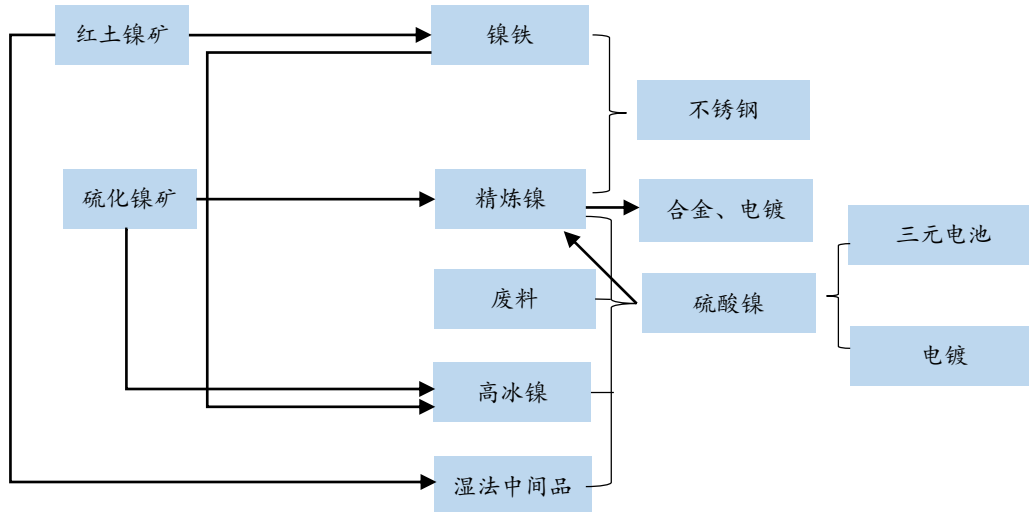 红土镍矿
镍铁
不锈钢
硫化镍矿
精炼镍
合金、电镀
三元电池
废料
硫酸镍
电镀
高冰镍
湿法中间品